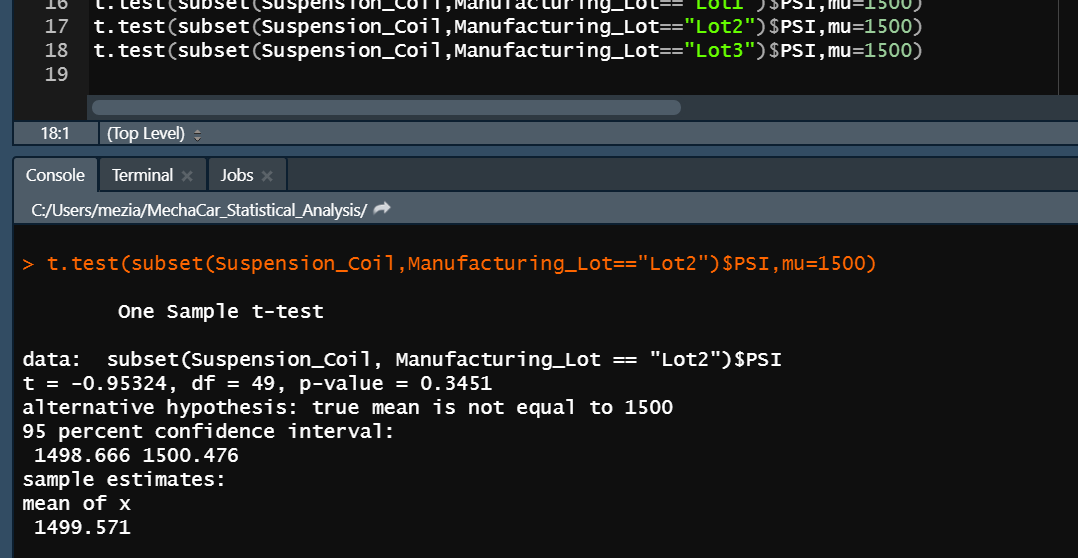 16 t.test(subset(Suspension_Coil,Manufacturing_Lot=="Lot1")$PSI,mu=1500)
17 t.test(subset(Suspension_Coil,Manufacturing_Lot=="Lot2")$PSI,mu=1500)
18 t.test(subset(Suspension_Coil,Manufacturing_Lot=="Lot3")$PSI,mu=1500)
19
18:1 (Top Level)
Console Terminal Jobs
C:/Users/mezia/MechaCar_Statistical_Analysis/
> t.test(subset(Suspension_Coil,Manufacturing_Lot=="Lot2")$PSI,mu=1500)
One Sample t-test
data:  subset(Suspension_Coil, Manufacturing_Lot == "Lot2")$PSI
t = -0.95324, df = 49, p-value = 0.3451
alternative hypothesis: true mean is not equal to 1500
95 percent confidence interval:
1498.666 1500.476
sample estimates:
mean of x
1499.571